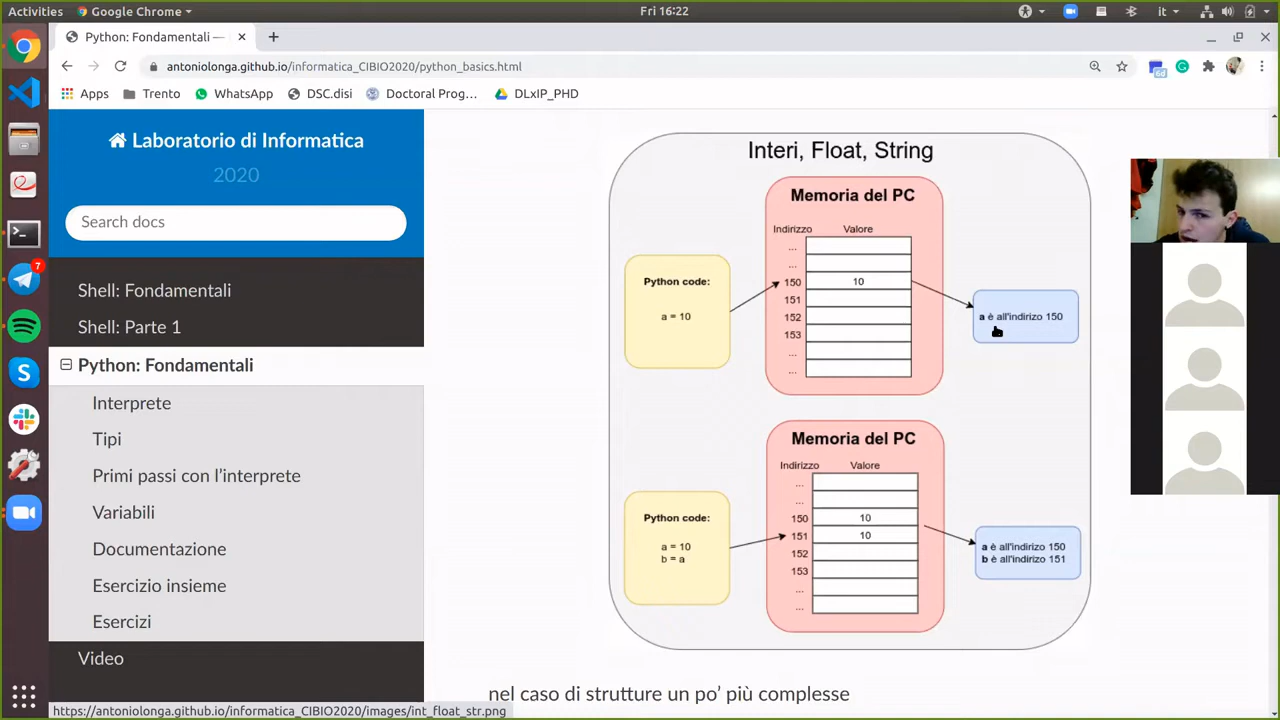 Activities
Google Chrome
Fri 16:22
it
Python: Fondamentali —
antoniolonga.github.io/informatica_CIBIO2020/python_basics.html
6d
Apps
Trento
WhatsApp
DSC.disi
Doctoral Prog...
DLxIP_PHD
Laboratorio di Informatica
2020
Search docs
7
Shell: Fondamentali
Shell: Parte 1
Python: Fondamentali
Interprete
Tipi
Primi passi con l'interprete
Variabili
Documentazione
Esercizio insieme
Esercizi
Video
Interi, Float, String
Memoria del PC
Indirizzo Valore
...
...
150 10
151
152
153
...
...
Python code:
a = 10
a è all'indirizo 150
Memoria del PC
Indirizzo Valore
...
...
150 10
151 10
152
153
...
...
Python code:
a = 10
b = a
a è all'indirizo 150
b è all'indirizo 151
nel caso di strutture un po' più complesse
https://antoniolonga.github.io/informatica_CIBIO2020/images/int_float_str.png